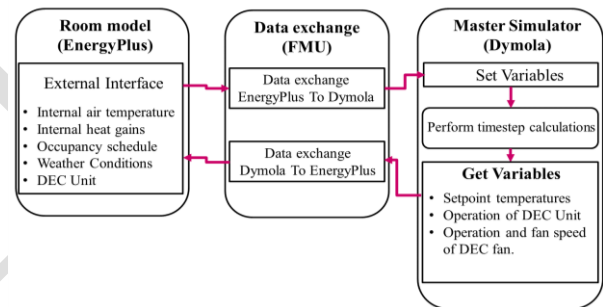 Room model
(EnergyPlus)
External Interface
• Internal air temperature
• Internal heat gains
• Occupancy schedule
• Weather Conditions
• DEC Unit
Data exchange
(FMU)
Data exchange
EnergyPlus To Dymola
Data exchange
Dymola To EnergyPlus
Master Simulator
(Dymola)
Set Variables
Perform timestep calculations
Get Variables
• Setpoint temperatures
• Operation of DEC Unit
• Operation and fan speed
of DEC fan.